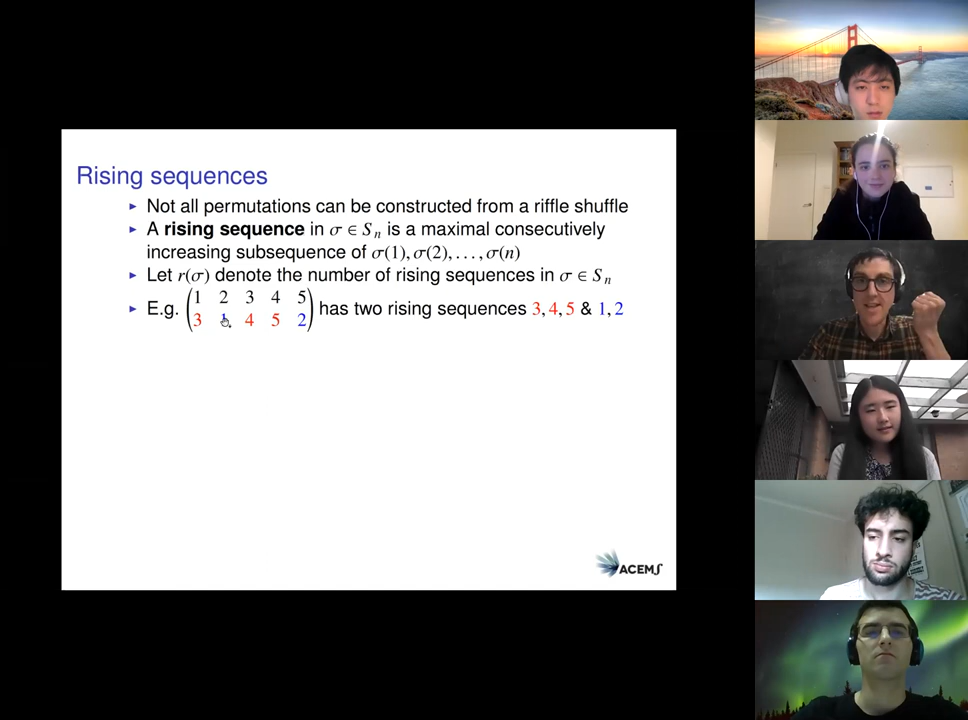 Rising sequences
▸ Not all permutations can be constructed from a riffle shuffle
▸ A rising sequence in σ ∈ Sₙ is a maximal consecutively
increasing subsequence of σ(1), σ(2), . . . , σ(n)
▸ Let r(σ) denote the number of rising sequences in σ ∈ Sₙ
1 2 3 4 5
▸ E.g. ( ) has two rising sequences 3, 4, 5 & 1, 2
3 1 4 5 2
ACEMS